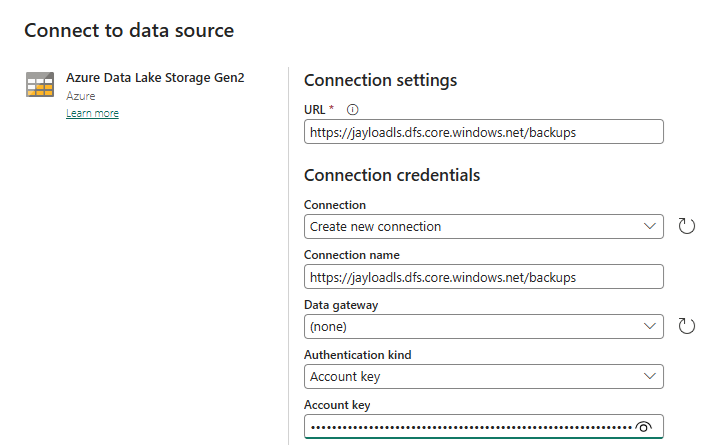 Connect to data source
Azure Data Lake Storage Gen2
Azure
Learn more
Connection settings
URL *
https://jayloadls.dfs.core.windows.net/backups
Connection credentials
Connection
Create new connection
Connection name
https://jayloadls.dfs.core.windows.net/backups
Data gateway
(none)
Authentication kind
Account key
Account key